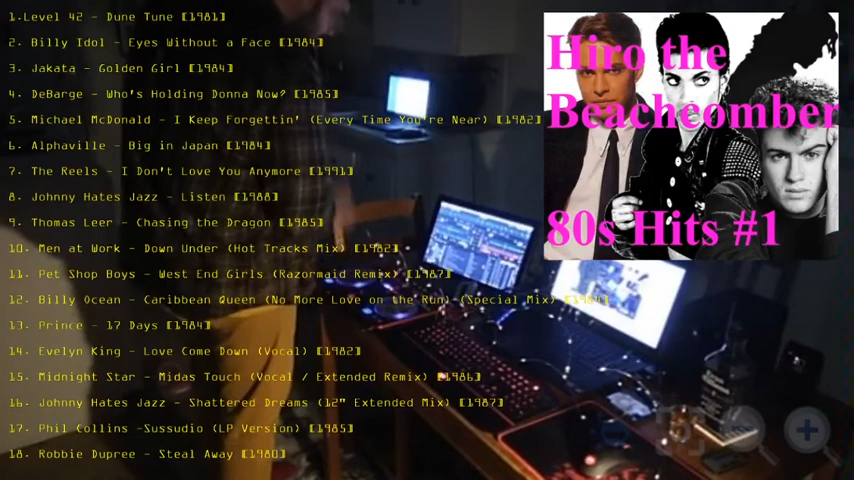 1.Level 42 - Dune Tune [1981]
2. Billy Idol - Eyes Without a Face [1984]
3. Jakata - Golden Girl [1984]
4. DeBarge - Who's Holding Donna Now? [1985]
5. Michael McDonald - I Keep Forgettin' (Every Time You're Near) [1982]
6. Alphaville - Big in Japan [1984]
7. The Reels - I Don't Love You Anymore [1991]
8. Johnny Hates Jazz - Listen [1988]
9. Thomas Leer - Chasing the Dragon [1985]
10. Men at Work - Down Under (Hot Tracks Mix) [1982]
11. Pet Shop Boys - West End Girls (Razormaid Remix) [1987]
12. Billy Ocean - Caribbean Queen (No More Love on the Run) (Special Mix) [1984]
13. Prince - 17 Days [1984]
14. Evelyn King - Love Come Down (Vocal) [1982]
15. Midnight Star - Midas Touch (Vocal / Extended Remix) [1986]
16. Johnny Hates Jazz - Shattered Dreams (12" Extended Mix) [1987]
17. Phil Collins -Sussudio (LP Version) [1985]
18. Robbie Dupree - Steal Away [1980]
Hiro the
Beachcomber
80s Hits #1